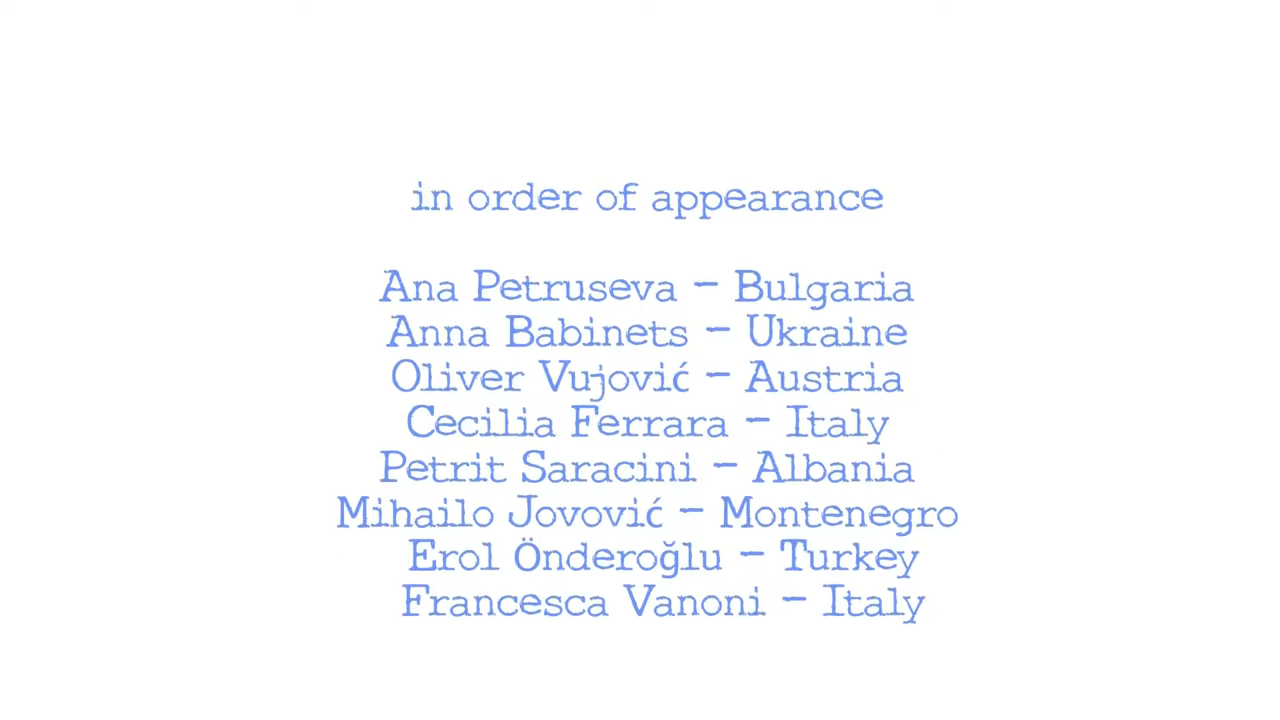 in order of appearance
Ana Petruseva – Bulgaria
Anna Babinets – Ukraine
Oliver Vujović – Austria
Cecilia Ferrara – Italy
Petrit Saracini – Albania
Mihailo Jovović – Montenegro
Erol Önderoğlu – Turkey
Francesca Vanoni – Italy